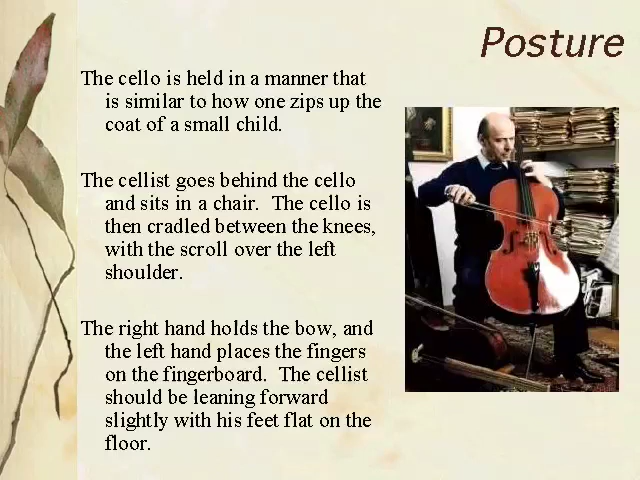 Posture
The cello is held in a manner that
is similar to how one zips up the
coat of a small child.
The cellist goes behind the cello
and sits in a chair.  The cello is
then cradled between the knees,
with the scroll over the left
shoulder.
The right hand holds the bow, and
the left hand places the fingers
on the fingerboard.  The cellist
should be leaning forward
slightly with his feet flat on the
floor.